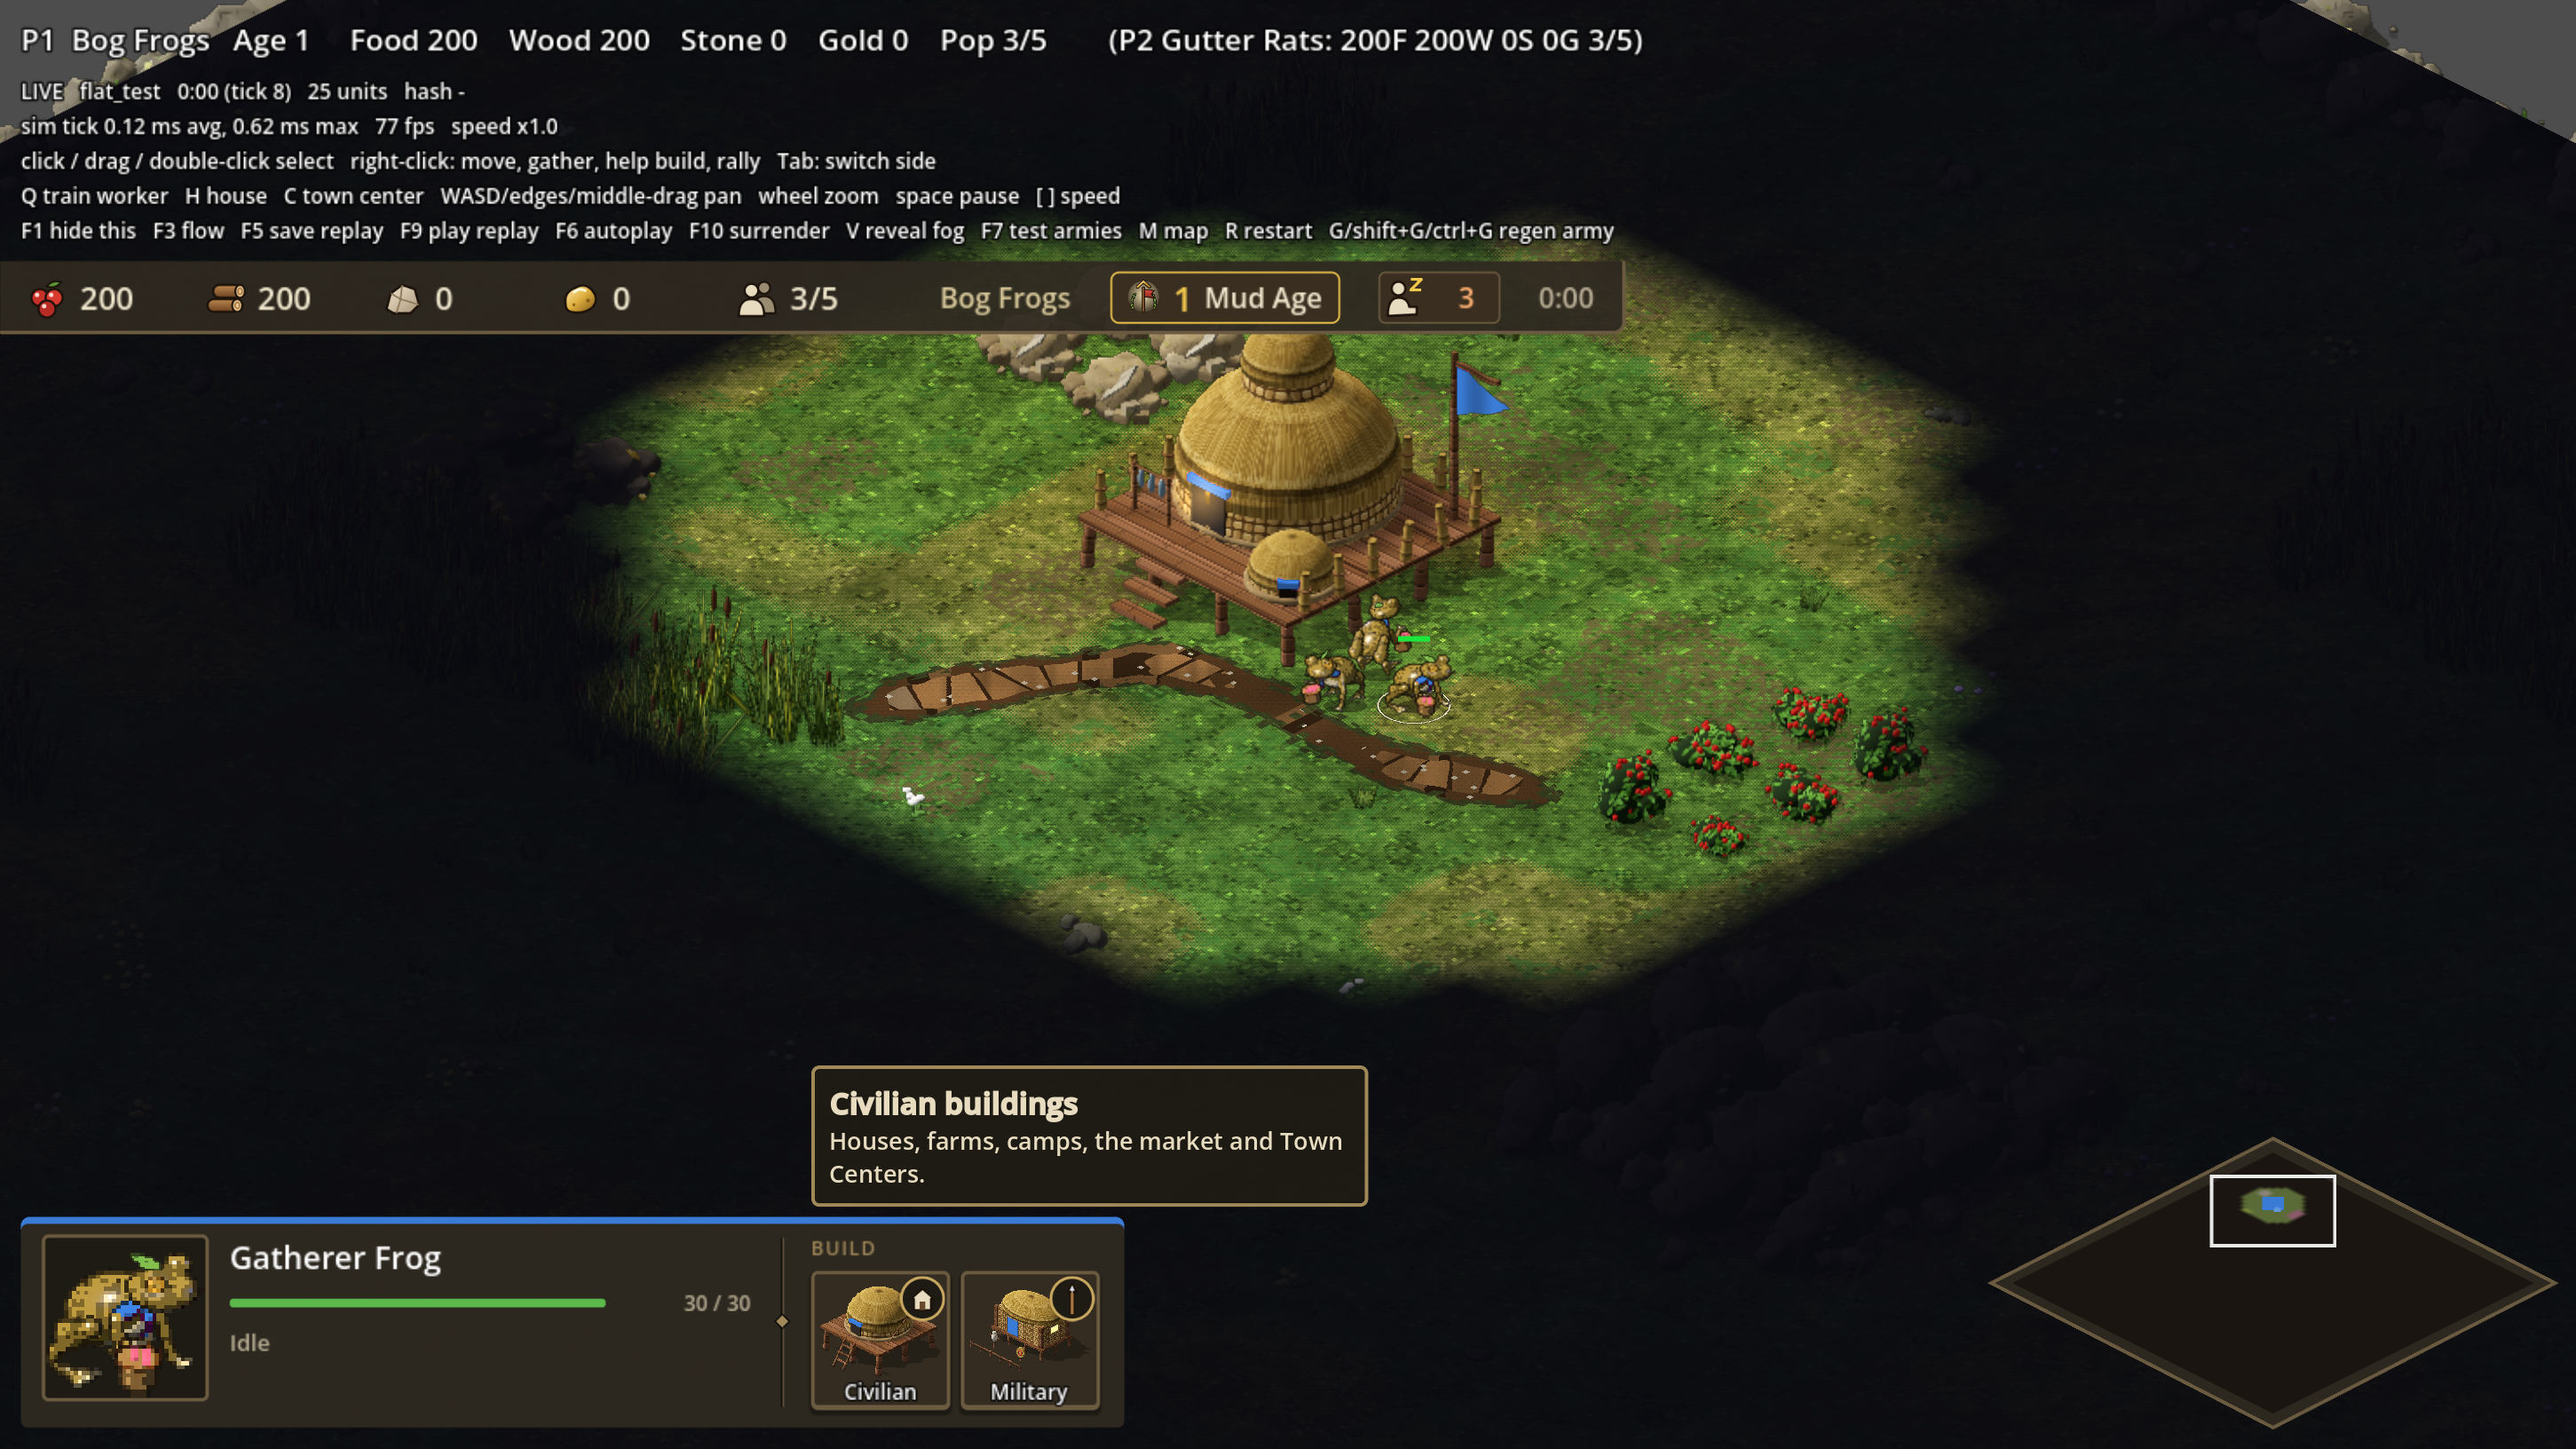 P1 Bog Frogs Age 1 Food 200 Wood 200 Stone 0 Gold 0 Pop 3/5 (P2 Gutter Rats: 200F 200W 0S 0G 3/5)
LIVE flat_test 0:00 (tick 8) 25 units hash -
sim tick 0.12 ms avg, 0.62 ms max 77 fps speed x1.0
click / drag / double-click select right-click: move, gather, help build, rally Tab: switch side
Q train worker H house C town center WASD/edges/middle-drag pan wheel zoom space pause [ ] speed
F1 hide this F3 flow F5 save replay F9 play replay F6 autoplay F10 surrender V reveal fog F7 test armies M map R restart G/shift+G/ctrl+G regen army
200 200 0 0 3/5 Bog Frogs 1 Mud Age z 3 0:00
Civilian buildings
Houses, farms, camps, the market and Town
Centers.
Gatherer Frog
30 / 30
Idle
BUILD
Civilian Military